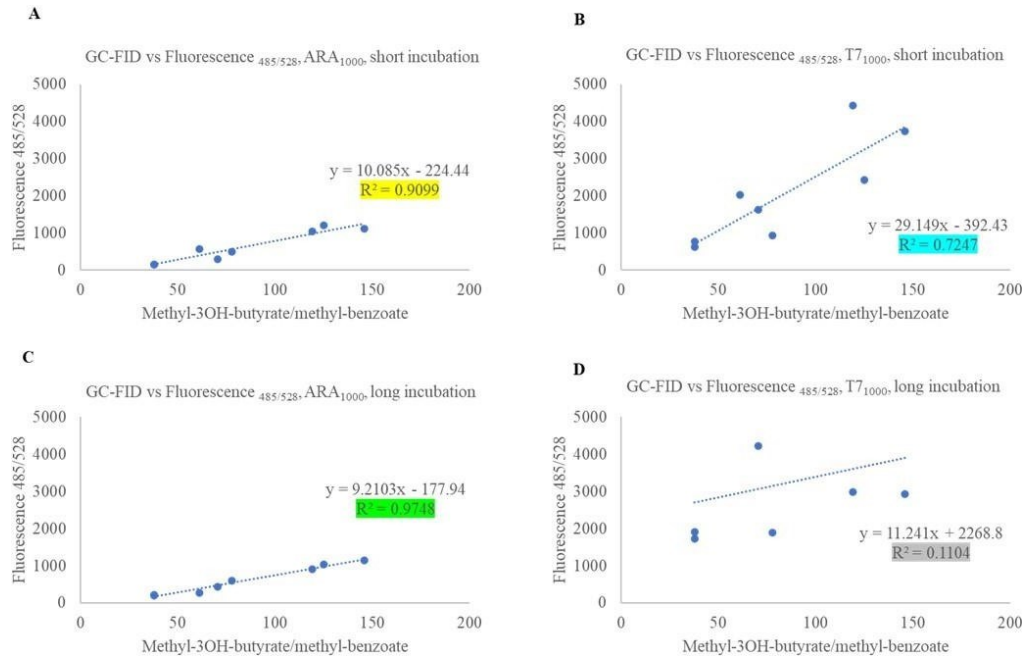 A
GC-FID vs Fluorescence 485/528, ARA1000, short incubation
Fluorescence 485/528
5000
4000
3000
2000
1000
0
y = 10.085x - 224.44
R² = 0.9099
0 50 100 150 200
Methyl-3OH-butyrate/methyl-benzoate
B
GC-FID vs Fluorescence 485/528, T71000, short incubation
Fluorescence 485/528
5000
4000
3000
2000
1000
0
y = 29.149x - 392.43
R² = 0.7247
0 50 100 150 200
Methyl-3OH-butyrate/methyl-benzoate
C
GC-FID vs Fluorescence 485/528, ARA1000, long incubation
Fluorescence 485/528
5000
4000
3000
2000
1000
0
y = 9.2103x - 177.94
R² = 0.9748
0 50 100 150 200
Methyl-3OH-butyrate/methyl-benzoate
D
GC-FID vs Fluorescence 485/528, T71000, long incubation
Fluorescence 485/528
5000
4000
3000
2000
1000
0
y = 11.241x + 2268.8
R² = 0.1104
0 50 100 150 200
Methyl-3OH-butyrate/methyl-benzoate